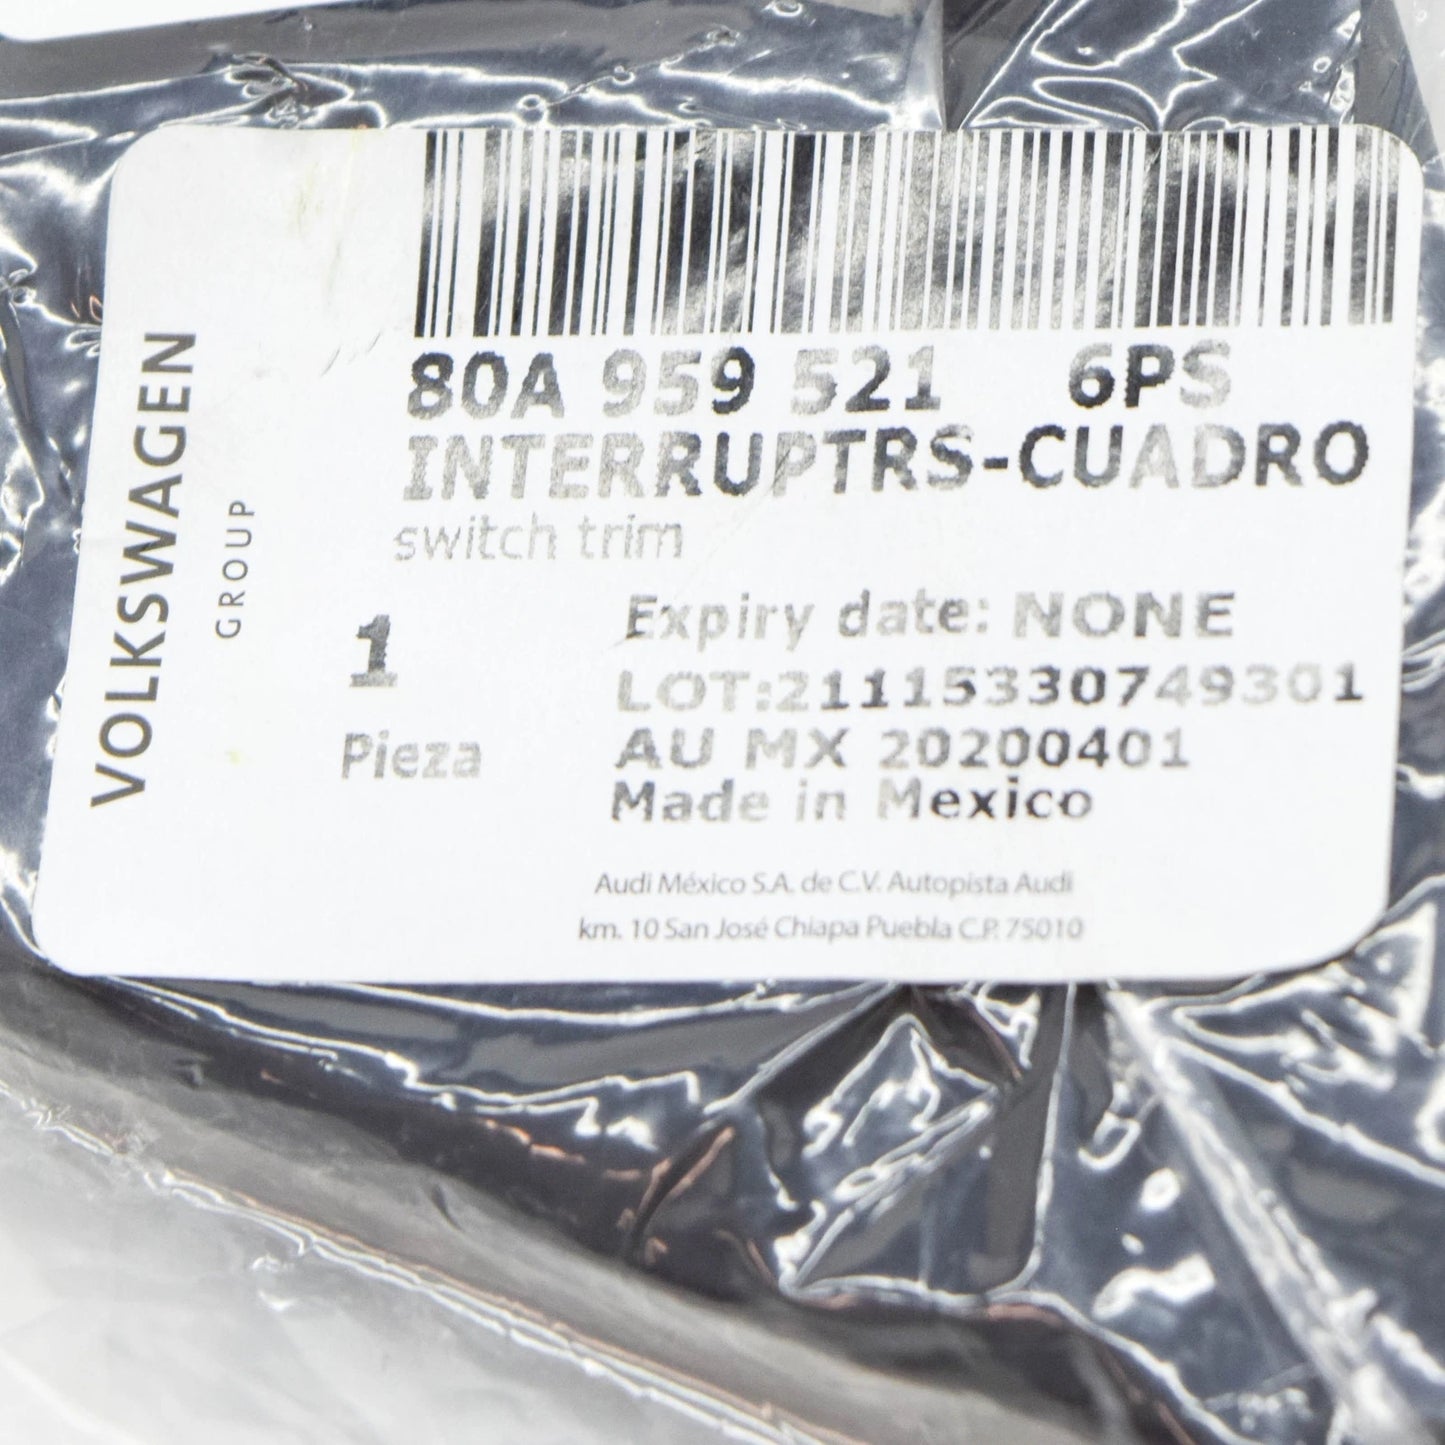 VOLKSWAGEN
GROUP
80A 959 521 6PS
INTERRUPTRS-CUADRO
switch trim
1
Pieza
Expiry date: NONE
LOT:21115330749301
AU MX 20200401
Made in Mexico
Audi México S.A. de C.V. Autopista Audi
km. 10 San José Chiapa Puebla C.P. 75010